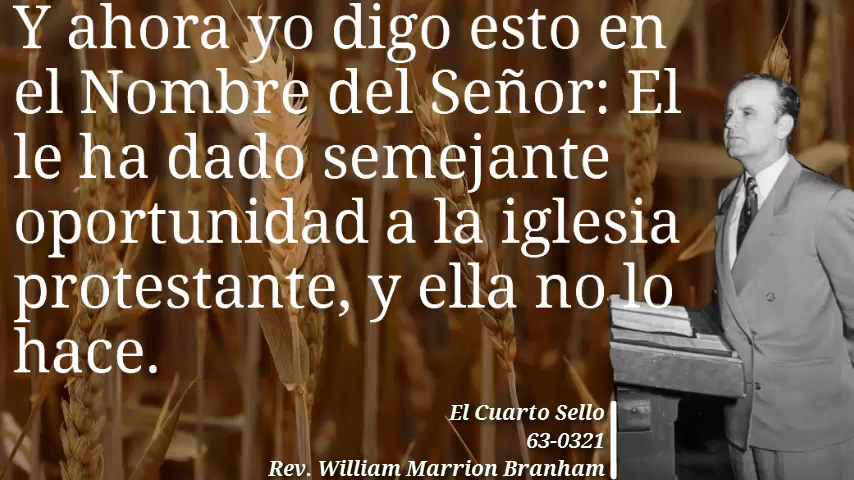 Y ahora yo digo esto en
el Nombre del Señor: El
le ha dado semejante
oportunidad a la iglesia
protestante, y ella no lo
hace.
El Cuarto Sello
63-0321
Rev. William Marrion Branham